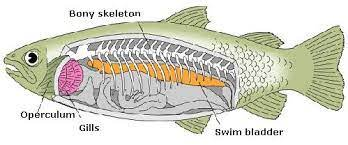 Bony skeleton
Operculum
Gills
Swim bladder